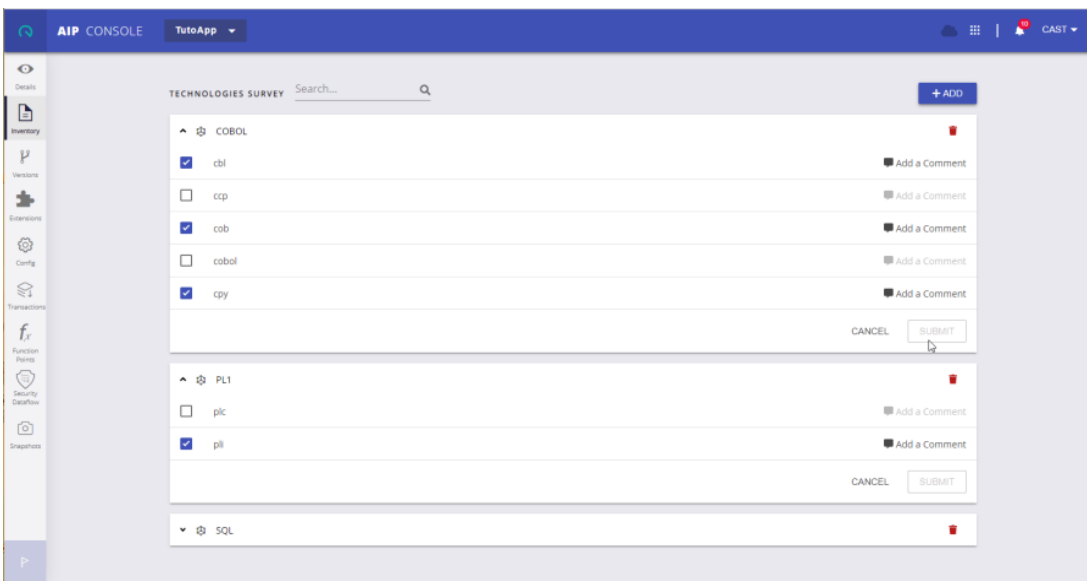 AIP CONSOLE TutoApp 10 CAST
Details
Inventory
Versions
Extensions
Config
Transactions
Function
Points
Security
Dataflow
Snapshots
TECHNOLOGIES SURVEY Search... + ADD
COBOL
cbl Add a Comment
ccp Add a Comment
cob Add a Comment
cobol Add a Comment
cpy Add a Comment
CANCEL SUBMIT
PL1
plc Add a Comment
pli Add a Comment
CANCEL SUBMIT
SQL